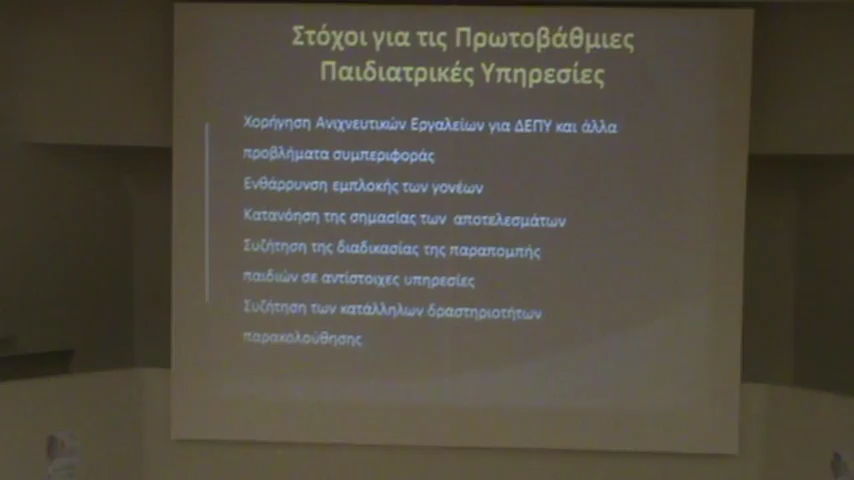 Στόχοι για τις Πρωτοβάθμιες
Παιδιατρικές Υπηρεσίες
Χορήγηση Ανιχνευτικών Εργαλείων για ΔΕΠΥ και άλλα
προβλήματα συμπεριφοράς
Ενθάρρυνση εμπλοκής των γονέων
Κατανόηση της σημασίας των αποτελεσμάτων
Συζήτηση της διαδικασίας της παραπομπής
παιδιών σε αντίστοιχες υπηρεσίες
Συζήτηση των κατάλληλων δραστηριοτήτων
παρακολούθησης